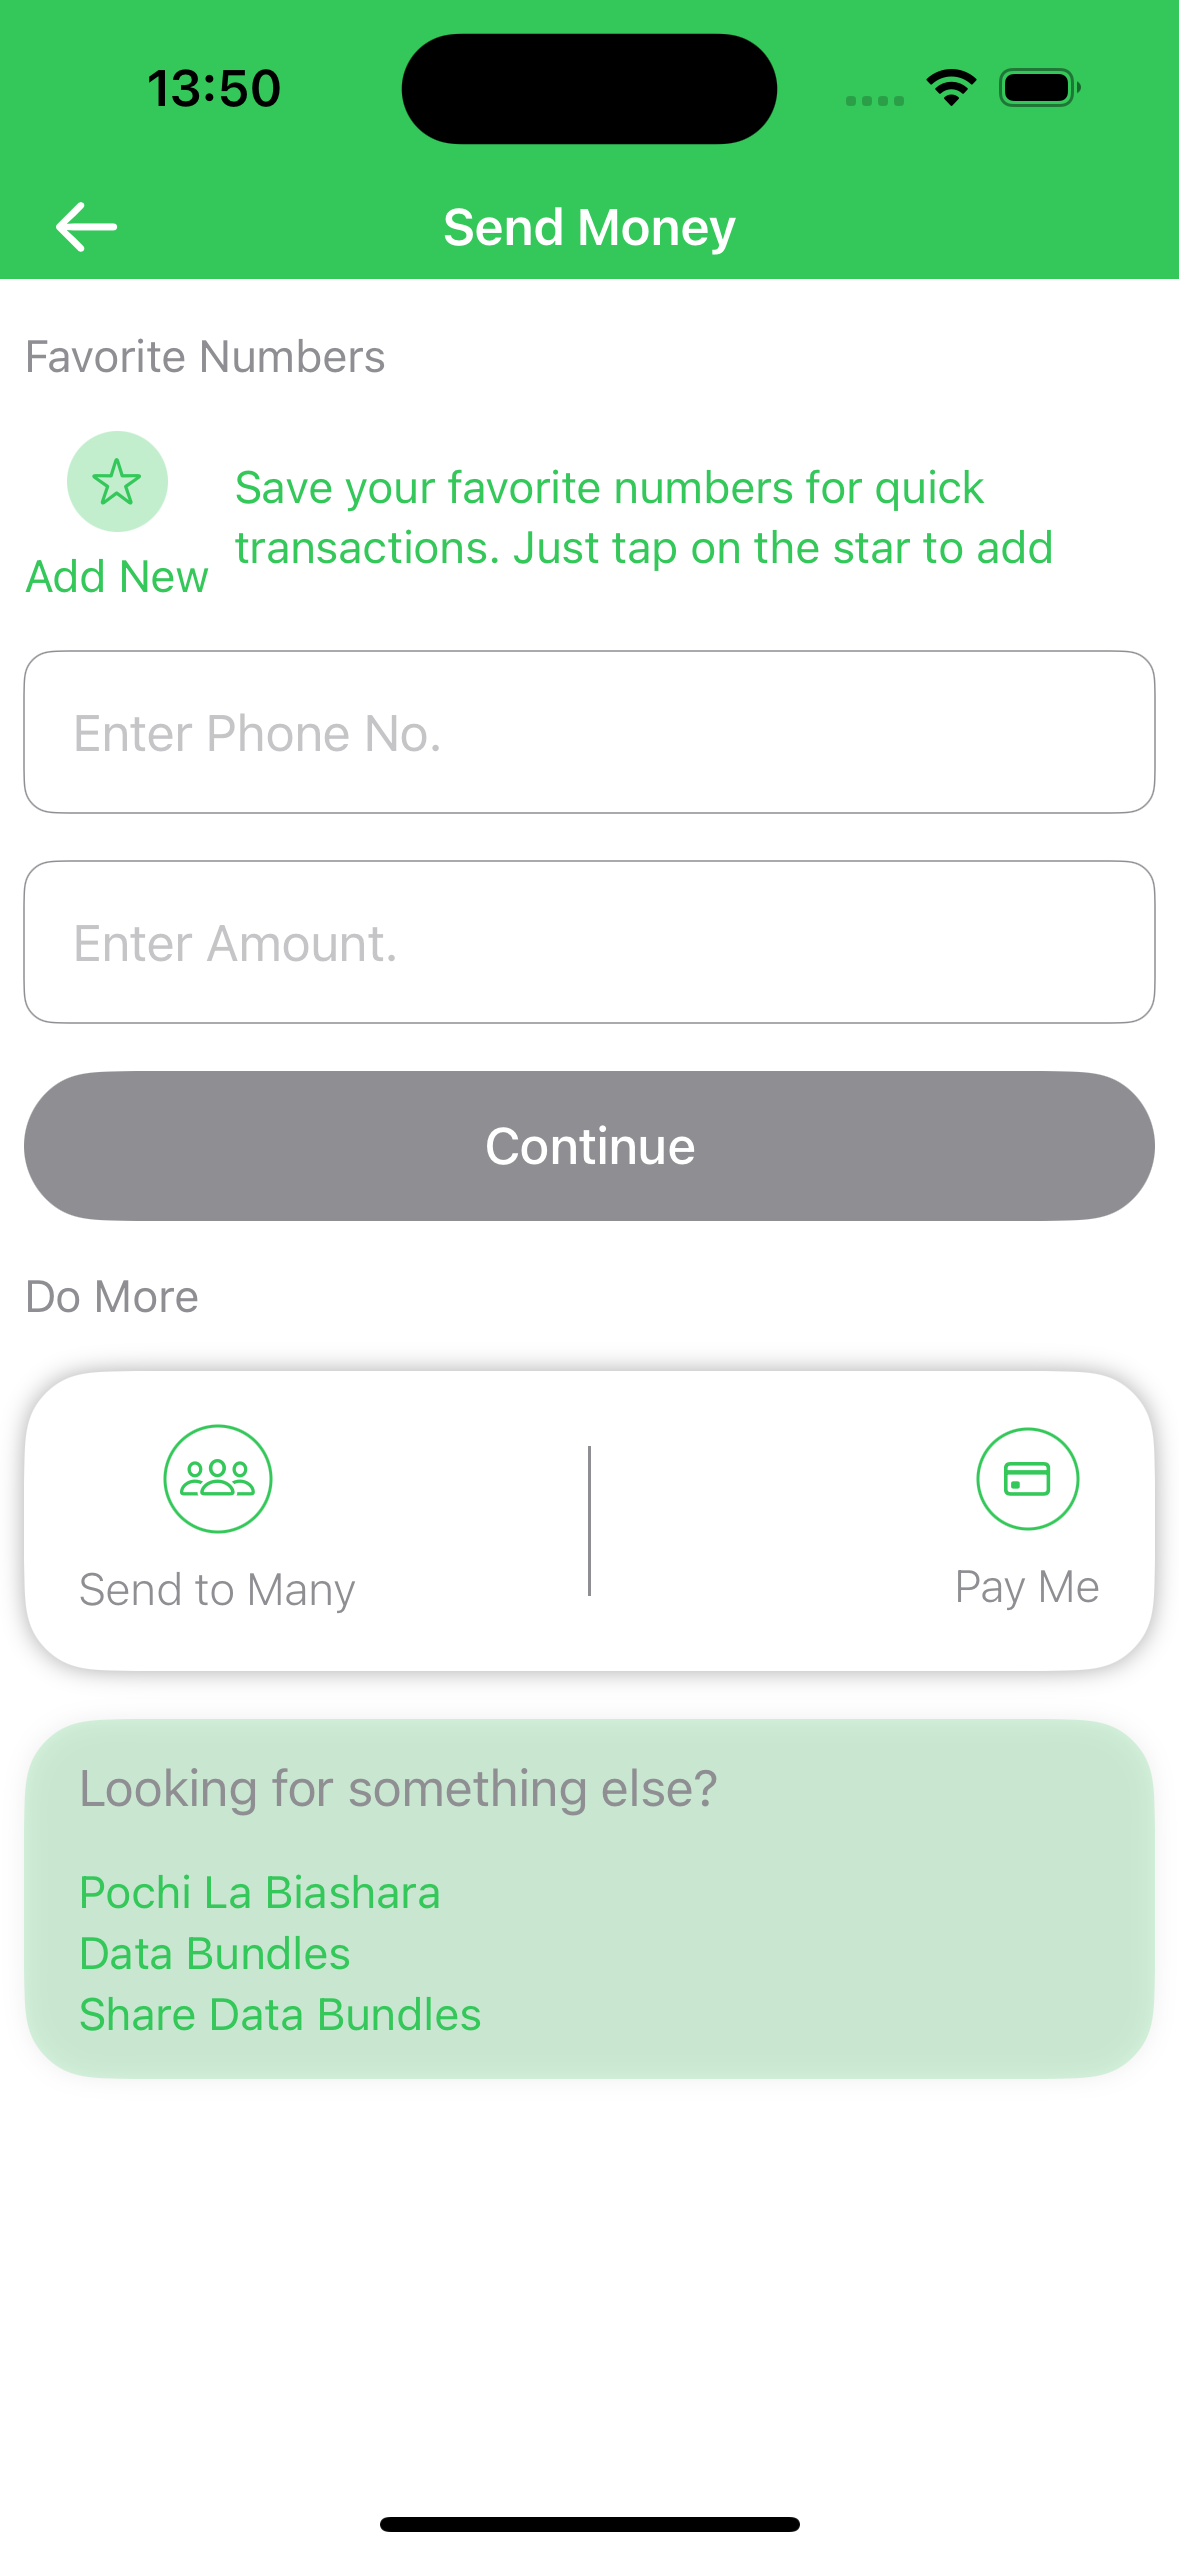 13:50
Send Money
Favorite Numbers
Save your favorite numbers for quick
transactions. Just tap on the star to add
Add New
Enter Phone No.
Enter Amount.
Continue
Do More
Send to Many
Pay Me
Looking for something else?
Pochi La Biashara
Data Bundles
Share Data Bundles